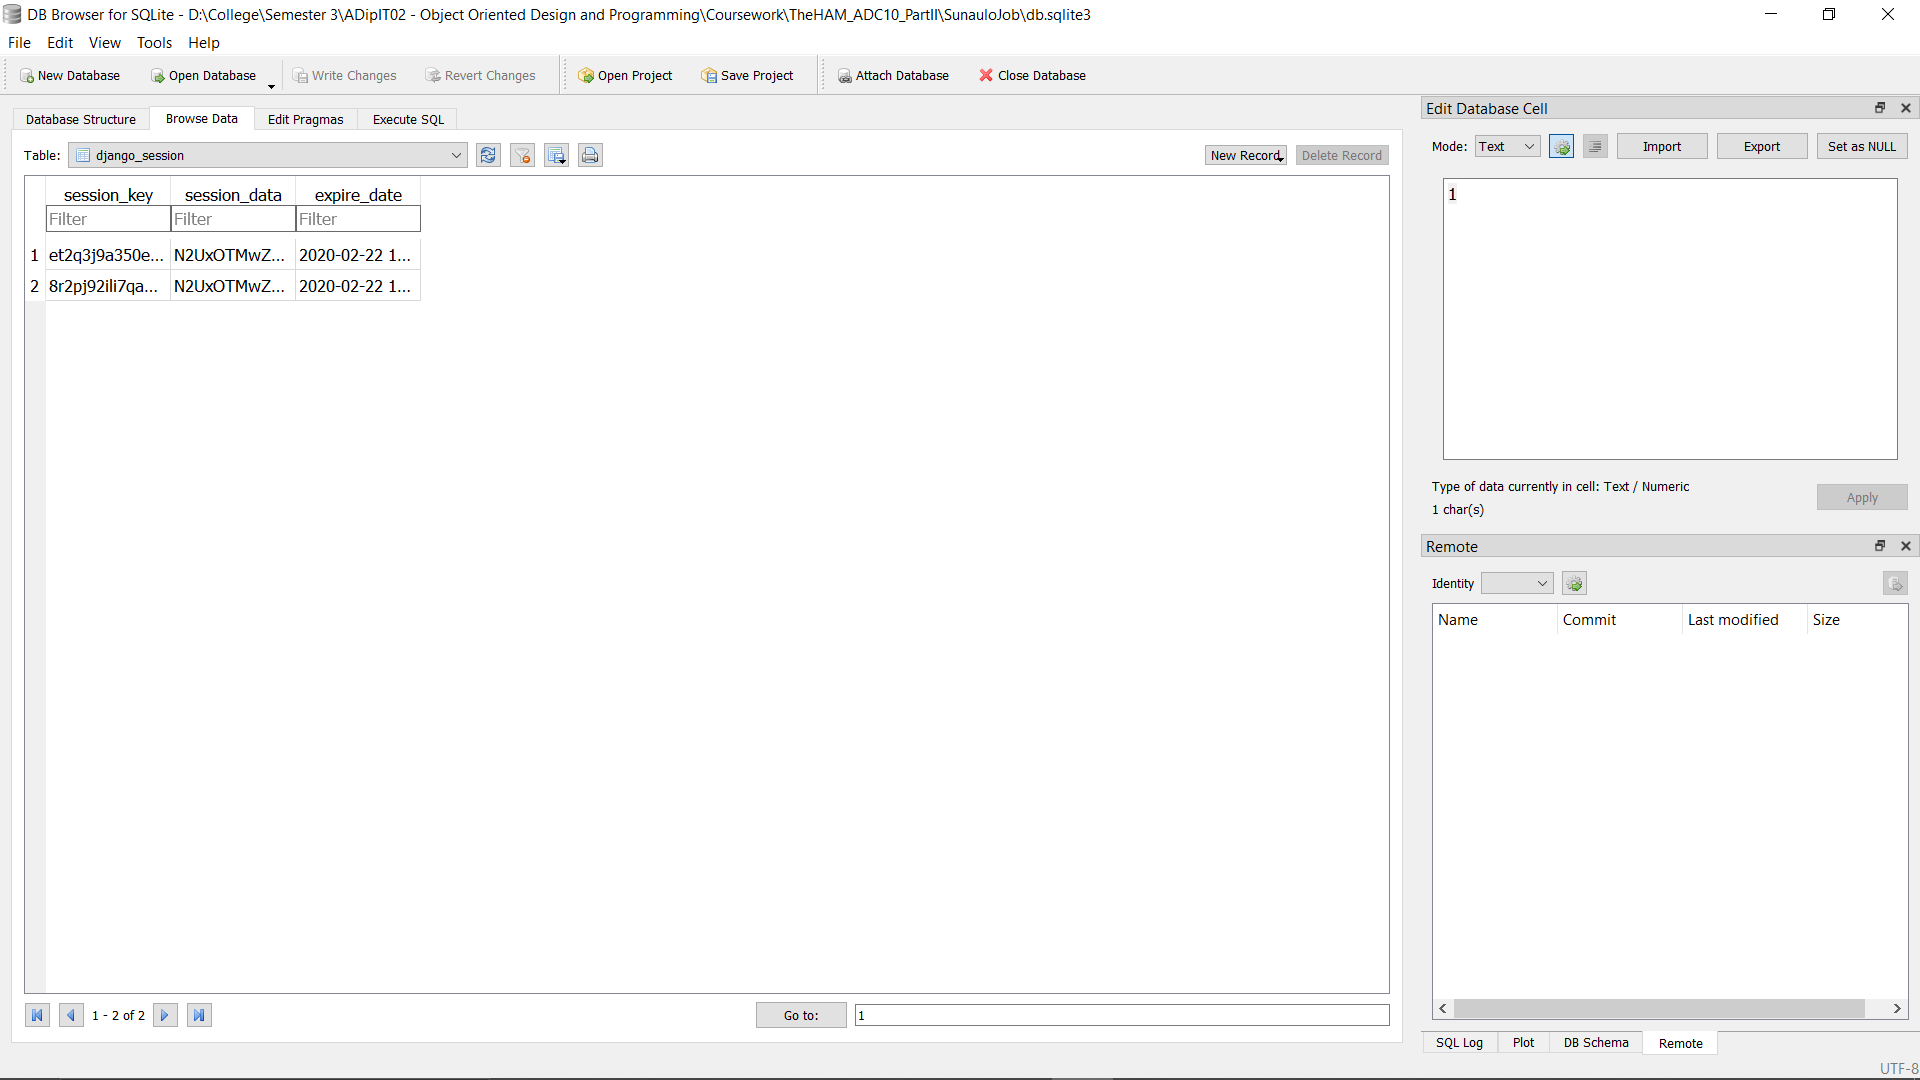 DB Browser for SQLite - D:\College\Semester 3\ADipIT02 - Object Oriented Design and Programming\Coursework\TheHAM_ADC10_PartII\SunauloJob\db.sqlite3
File Edit View Tools Help
New Database Open Database Write Changes Revert Changes Open Project Save Project Attach Database Close Database
Database Structure Browse Data Edit Pragmas Execute SQL
Table: django_session New Record Delete Record
session_key session_data expire_date
Filter Filter Filter
1 et2q3j9a350e... N2UxOTMwZ... 2020-02-22 1...
2 8r2pj92ili7qa... N2UxOTMwZ... 2020-02-22 1...
1 - 2 of 2 Go to: 1
Edit Database Cell
Mode: Text Import Export Set as NULL
1
Type of data currently in cell: Text / Numeric
1 char(s)
Apply
Remote
Identity
Name Commit Last modified Size
SQL Log Plot DB Schema Remote
UTF-8